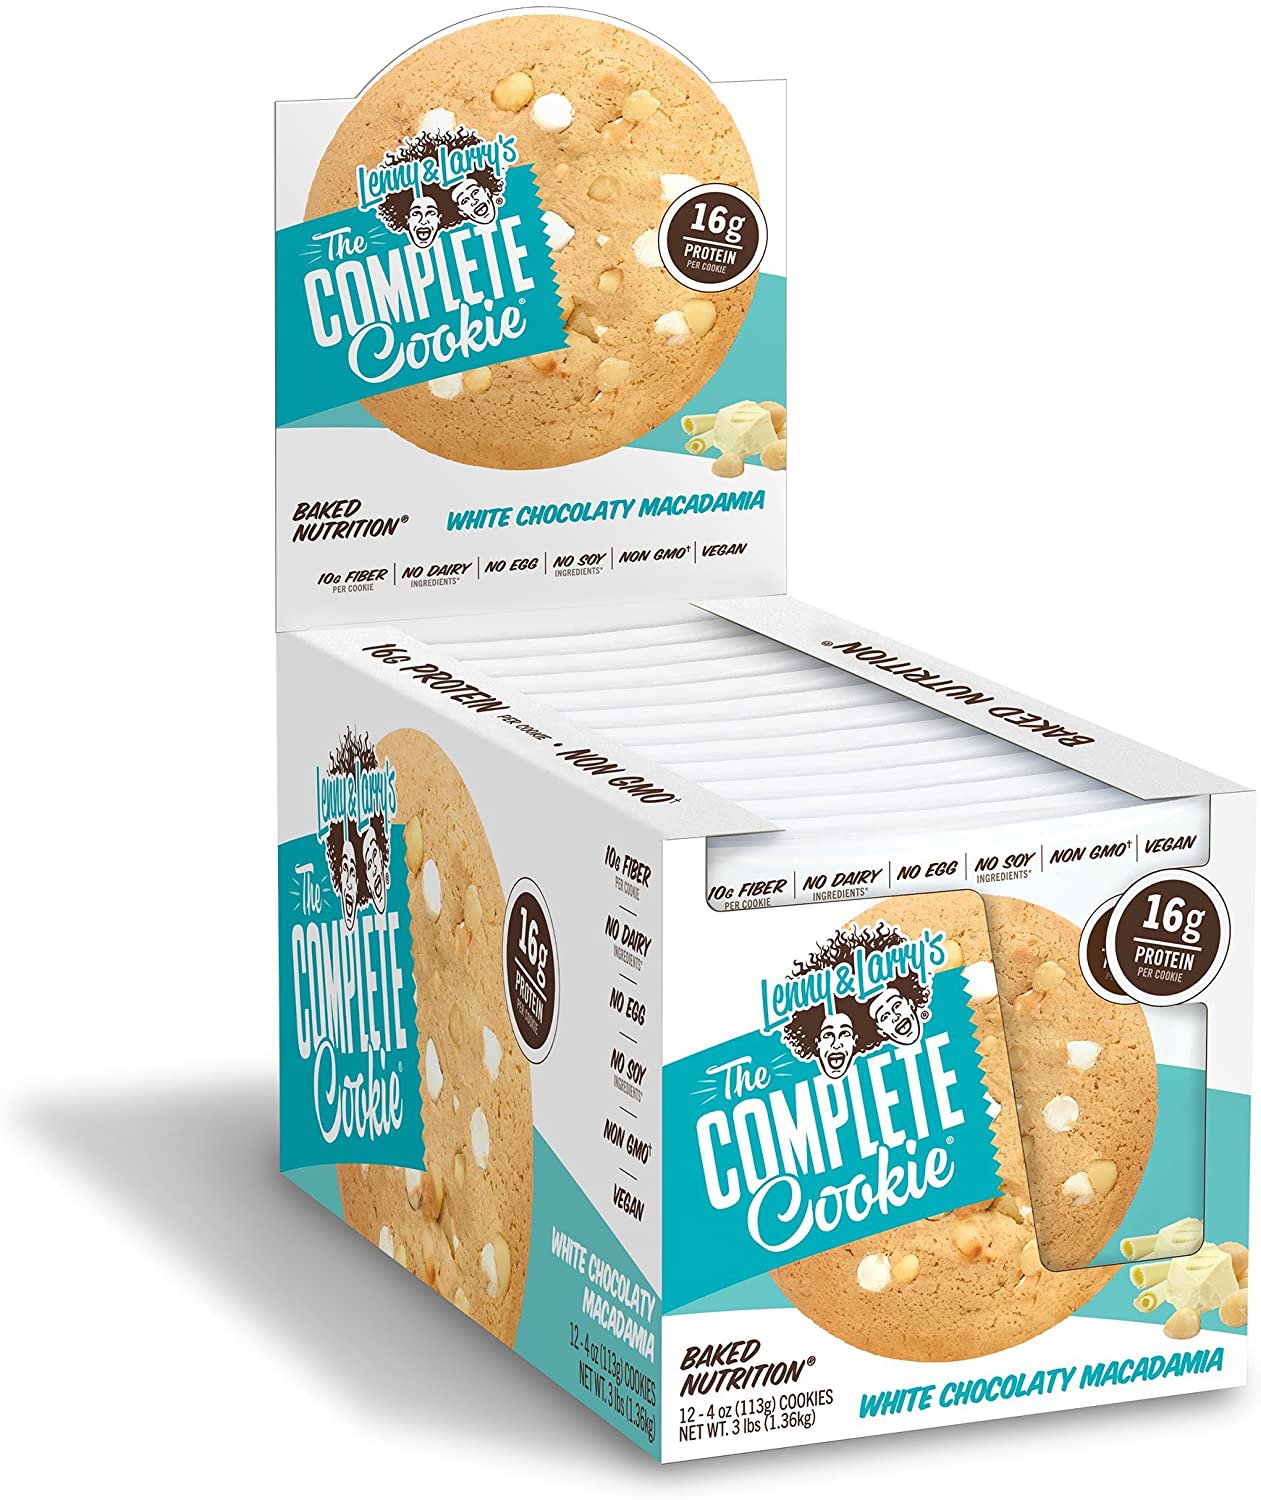 Lenny & Larry's®
The
COMPLETE
Cookie®
16g
PROTEIN
PER COOKIE
BAKED
NUTRITION®
WHITE CHOCOLATY MACADAMIA
10G FIBER
PER COOKIE
NO DAIRY
INGREDIENTS*
NO EGG
NO SOY
INGREDIENTS*
NON GMO†
VEGAN
16G PROTEIN PER COOKIE • NON GMO†
BAKED NUTRITION®
Lenny & Larry's
The
COMPLETE
Cookie®
16g
PROTEIN
PER COOKIE
10G FIBER
PER COOKIE
NO DAIRY
INGREDIENTS*
NO EGG
NO SOY
INGREDIENTS*
NON GMO†
VEGAN
WHITE CHOCOLATY
MACADAMIA
12 - 4 oz (113g) COOKIES
NET WT. 3 lbs (1.36kg)
10G FIBER
PER COOKIE
NO DAIRY
INGREDIENTS*
NO EGG
NO SOY
INGREDIENTS*
NON GMO†
VEGAN
Lenny & Larry's®
The
COMPLETE
Cookie®
16g
PROTEIN
PER COOKIE
BAKED
NUTRITION®
12 - 4 oz (113g) COOKIES
NET WT. 3 lbs (1.36kg)
WHITE CHOCOLATY MACADAMIA